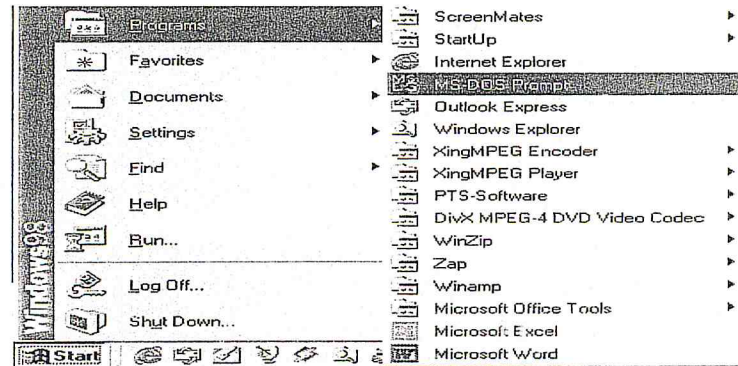 Programs
Favorites
Documents
Settings
Find
Help
Run...
Log Off...
Shut Down...
Windows98
Start
ScreenMates
StartUp
Internet Explorer
MS-DOS Prompt
Outlook Express
Windows Explorer
XingMPEG Encoder
XingMPEG Player
PTS-Software
DivX MPEG-4 DVD Video Codec
WinZip
Zap
Winamp
Microsoft Office Tools
Microsoft Excel
Microsoft Word